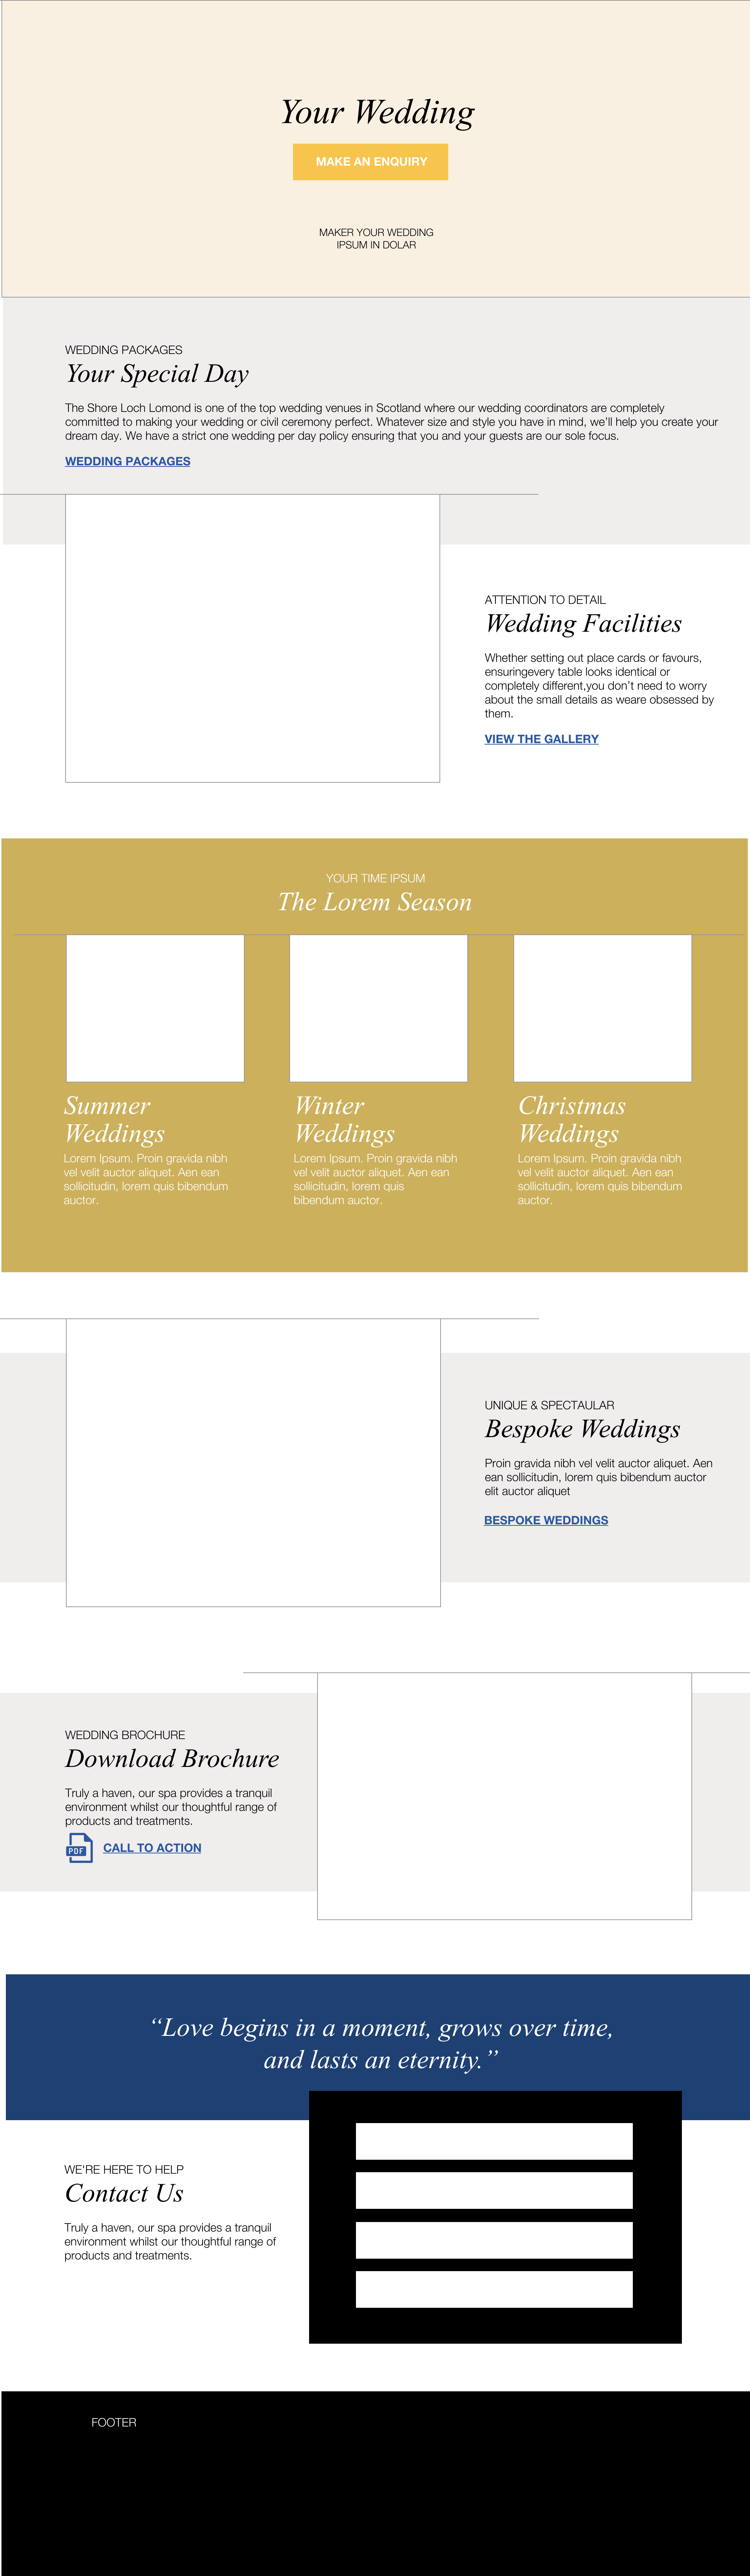 Your Wedding
MAKE AN ENQUIRY
MAKER YOUR WEDDING
IPSUM IN DOLAR
WEDDING PACKAGES
Your Special Day
The Shore Loch Lomond is one of the top wedding venues in Scotland where our wedding coordinators are completely
committed to making your wedding or civil ceremony perfect. Whatever size and style you have in mind, we’ll help you create your
dream day. We have a strict one wedding per day policy ensuring that you and your guests are our sole focus.
WEDDING PACKAGES
ATTENTION TO DETAIL
Wedding Facilities
Whether setting out place cards or favours,
ensuringevery table looks identical or
completely different,you don’t need to worry
about the small details as weare obsessed by
them.
VIEW THE GALLERY
YOUR TIME IPSUM
The Lorem Season
Summer
Weddings
Lorem Ipsum. Proin gravida nibh
vel velit auctor aliquet. Aen ean
sollicitudin, lorem quis bibendum
auctor.
Winter
Weddings
Lorem Ipsum. Proin gravida nibh
vel velit auctor aliquet. Aen ean
sollicitudin, lorem quis
bibendum auctor.
Christmas
Weddings
Lorem Ipsum. Proin gravida nibh
vel velit auctor aliquet. Aen ean
sollicitudin, lorem quis bibendum
auctor.
UNIQUE & SPECTAULAR
Bespoke Weddings
Proin gravida nibh vel velit auctor aliquet. Aen
ean sollicitudin, lorem quis bibendum auctor
elit auctor aliquet
BESPOKE WEDDINGS
WEDDING BROCHURE
Download Brochure
Truly a haven, our spa provides a tranquil
environment whilst our thoughtful range of
products and treatments.
PDF
CALL TO ACTION
“Love begins in a moment, grows over time,
and lasts an eternity.”
WE'RE HERE TO HELP
Contact Us
Truly a haven, our spa provides a tranquil
environment whilst our thoughtful range of
products and treatments.
FOOTER